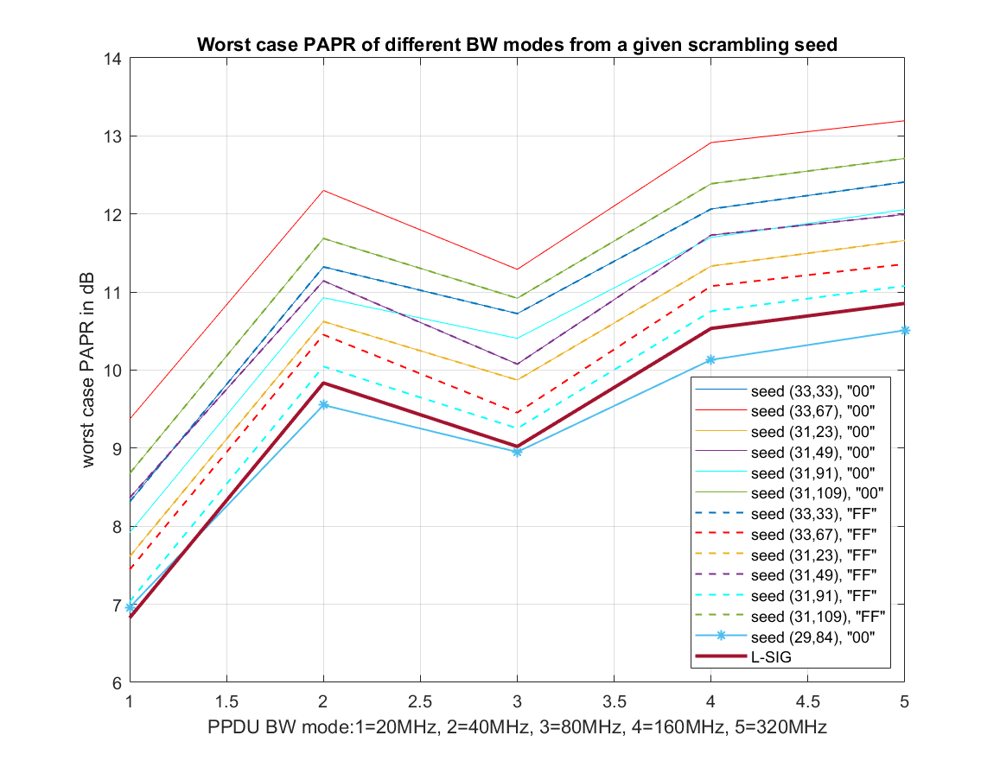 Worst case PAPR of different BW modes from a given scrambling seed
14
13
12
11
10
9
8
7
6
worst case PAPR in dB
seed (33,33), "00"
seed (33,67), "00"
seed (31,23), "00"
seed (31,49), "00"
seed (31,91), "00"
seed (31,109), "00"
seed (33,33), "FF"
seed (33,67), "FF"
seed (31,23), "FF"
seed (31,49), "FF"
seed (31,91), "FF"
seed (31,109), "FF"
seed (29,84), "00"
L-SIG
1 1.5 2 2.5 3 3.5 4 4.5 5
PPDU BW mode:1=20MHz, 2=40MHz, 3=80MHz, 4=160MHz, 5=320MHz